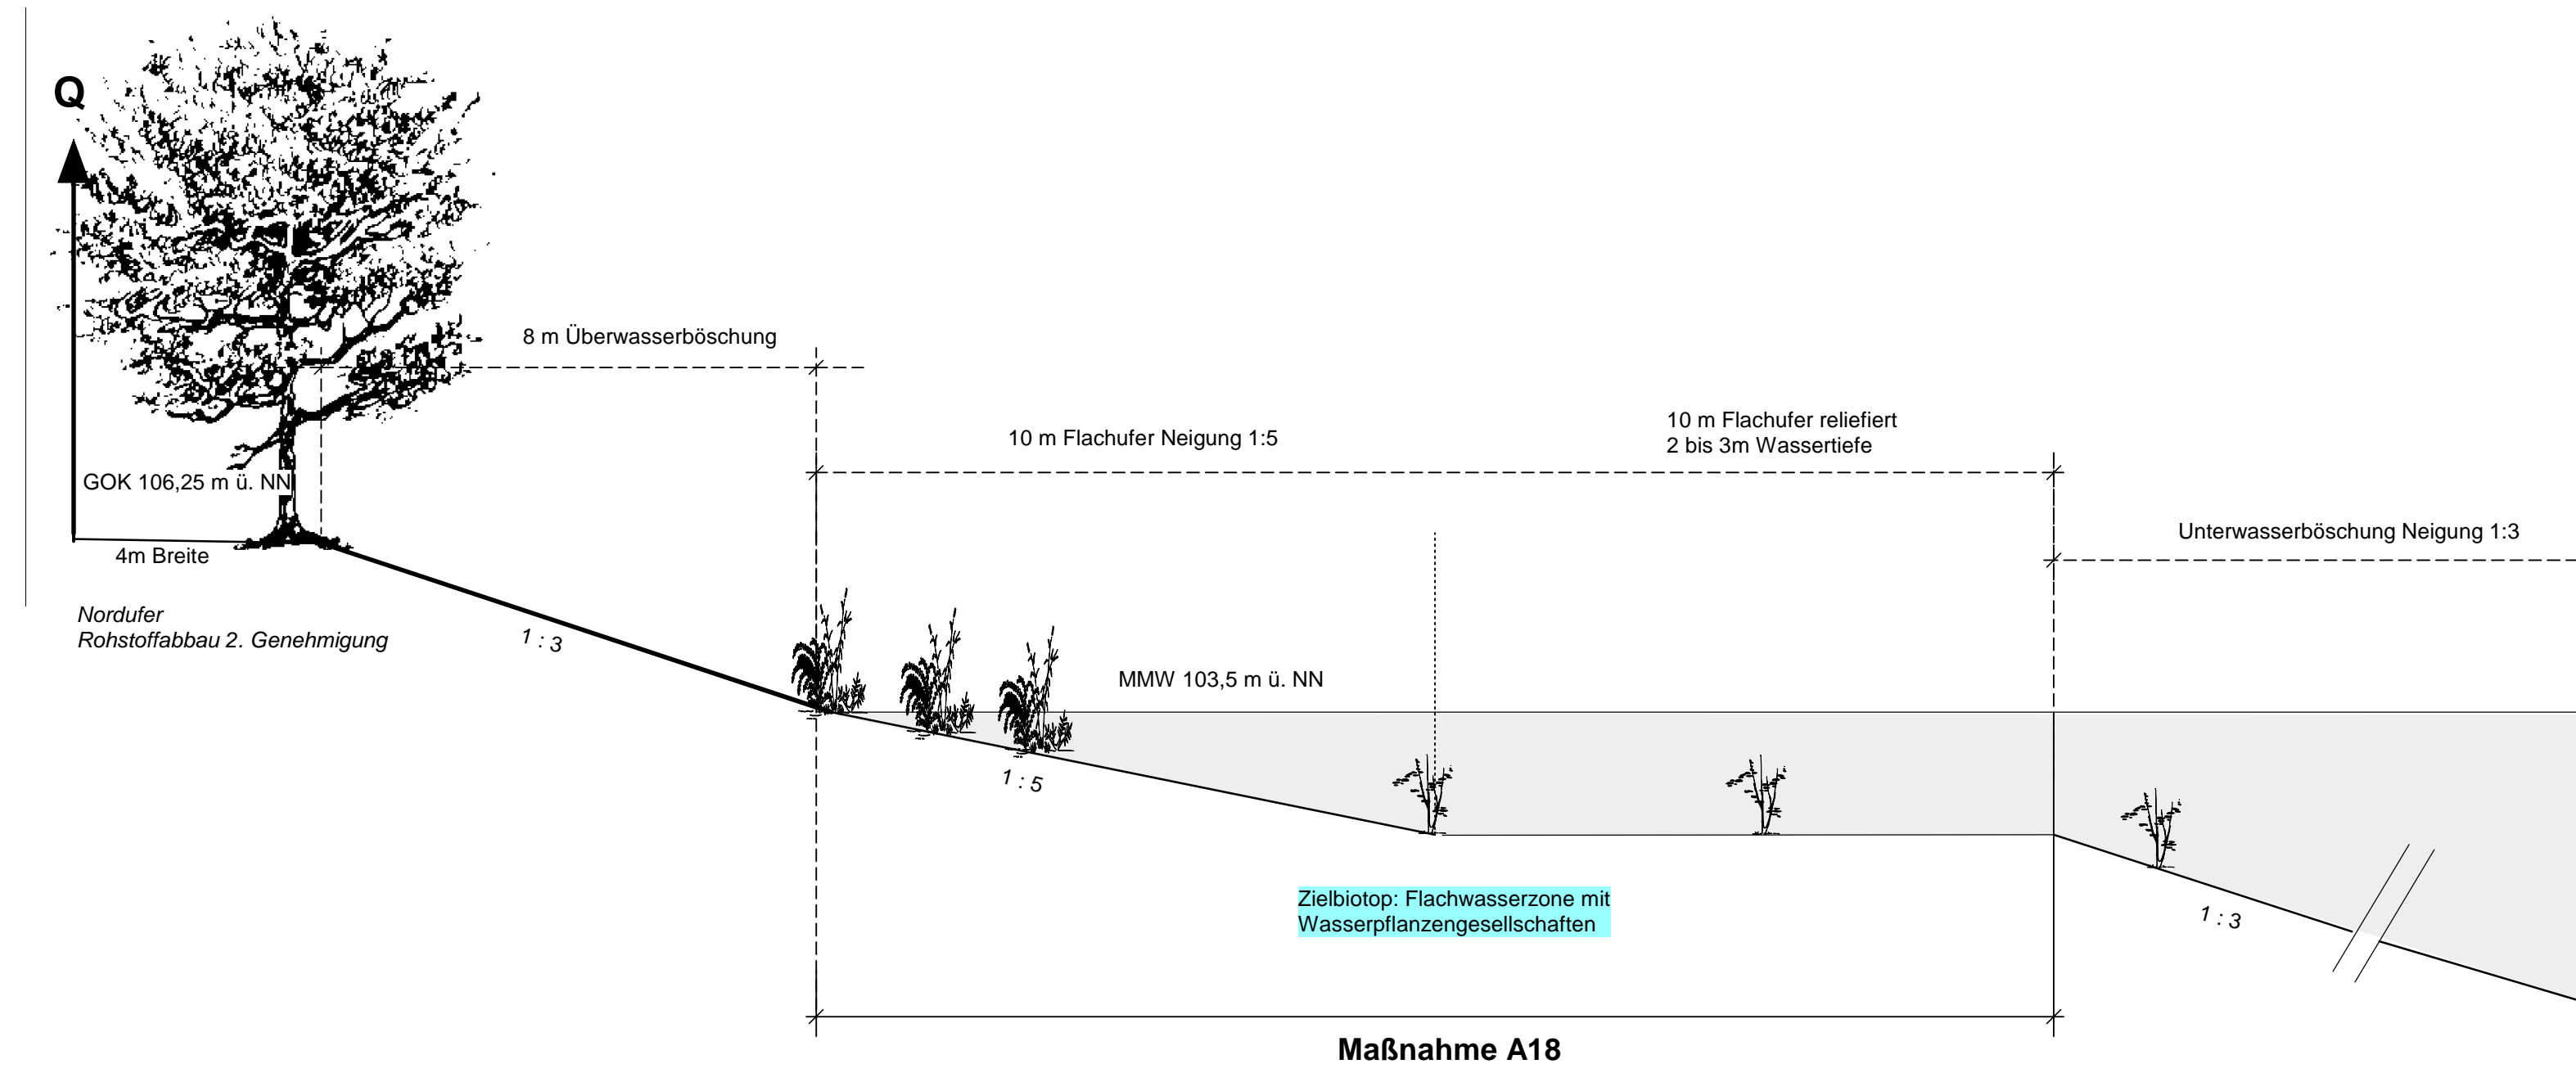 Q
8 m Überwasserböschung
10 m Flachufer Neigung 1:5
10 m Flachufer reliefiert
2 bis 3m Wassertiefe
GOK 106,25 m ü. NN
Unterwasserböschung Neigung 1:3
4m Breite
Nordufer
Rohstoffabbau 2. Genehmigung
1 : 3
MMW 103,5 m ü. NN
1 : 5
Zielbiotop: Flachwasserzone mit
Wasserpflanzengesellschaften
1 : 3
Maßnahme A18